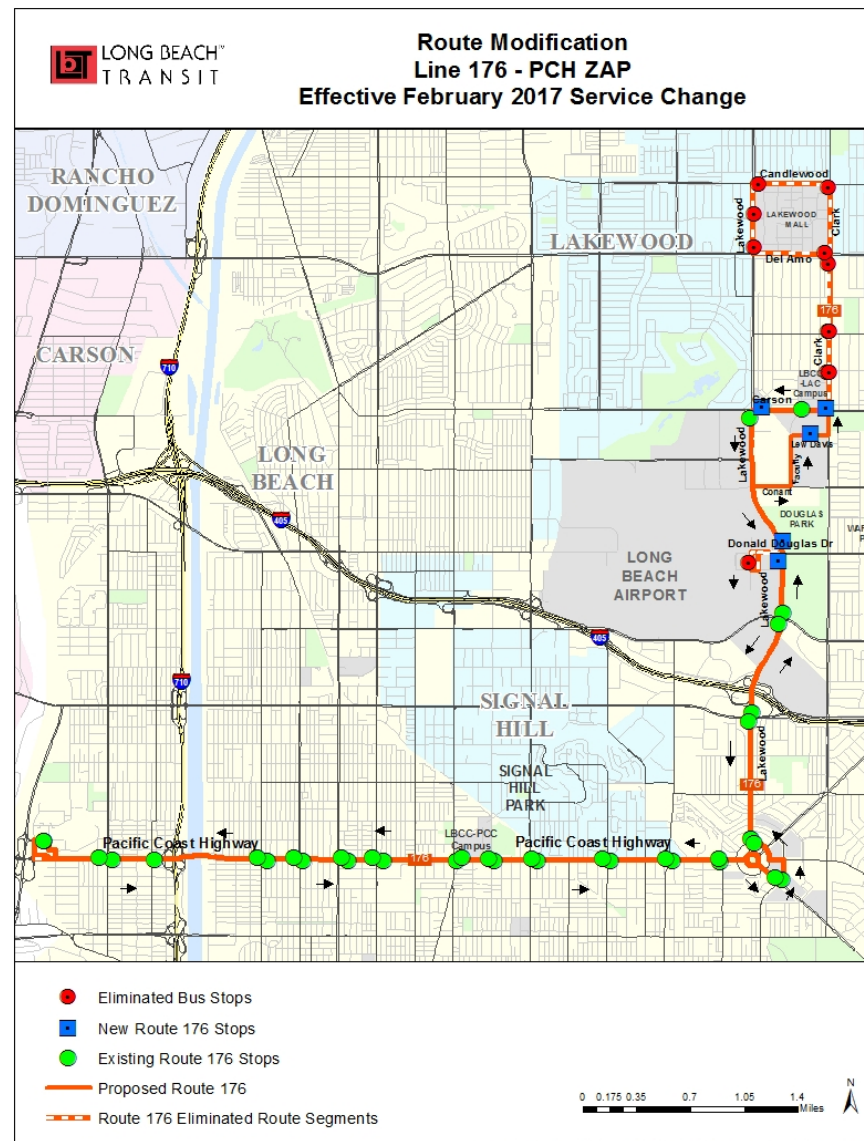 LONG BEACH™
TRANSIT
Route Modification
Line 176 - PCH ZAP
Effective February 2017 Service Change
RANCHO
DOMINGUEZ
Candlewood
LAKEWOOD
MALL
Lakewood
Clark
LAKEWOOD
Del Amo
176
CARSON
710
Clark
LBCC
-LAC
Campus
Carson
Lew Davis
Lakewood
Faculty
Conant
LONG
BEACH
405
DOUGLAS
PARK
Donald Douglas Dr
LONG
BEACH
AIRPORT
Lakewood
405
710
SIGNAL
HILL
SIGNAL
HILL
PARK
Lakewood
176
Pacific Coast Highway
LBCC-PCC
Campus
Pacific Coast Highway
176
Eliminated Bus Stops
New Route 176 Stops
Existing Route 176 Stops
Proposed Route 176
Route 176 Eliminated Route Segments
0 0.175 0.35 0.7 1.05 1.4
Miles
N